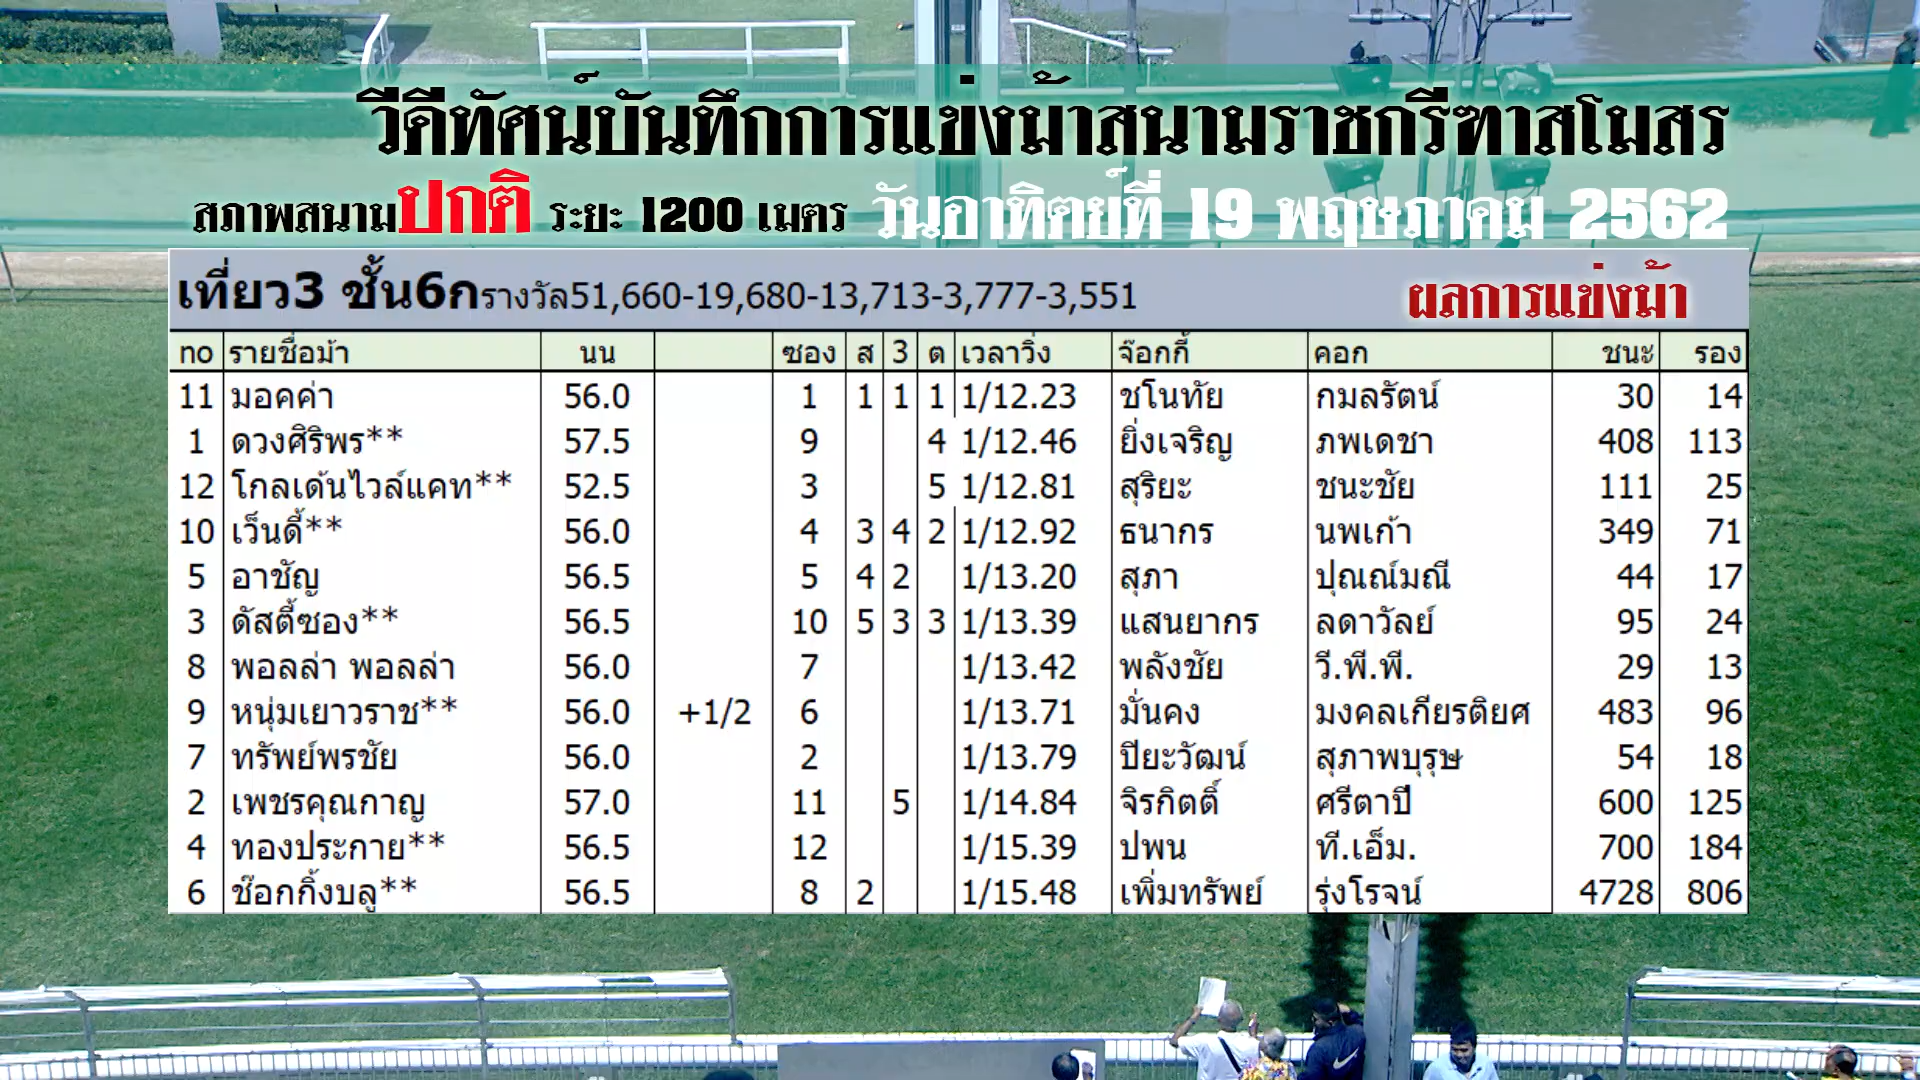 วีดีทัศน์บันทึกการแข่งม้าสนามราชกรีฑาสโมสร
สภาพสนามปกติ ระยะ 1200 เมตร วันอาทิตย์ที่ 19 พฤษภาคม 2562
เที่ยว3 ชั้น6กรางวัล51,660-19,680-13,713-3,777-3,551 ผลการแข่งม้า
no รายชื่อม้า นน ซอง ส 3 ต เวลาวิ่ง จ๊อกกี้ คอก ชนะ รอง
11 มอคค่า 56.0 1 1 1 1 1/12.23 ชโนทัย กมลรัตน์ 30 14
1 ดวงศิริพร** 57.5 9 4 1/12.46 ยิ่งเจริญ ภพเดชา 408 113
12 โกลเด้นไวล์แคท** 52.5 3 5 1/12.81 สุริยะ ชนะชัย 111 25
10 เว็นดี้** 56.0 4 3 4 2 1/12.92 ธนากร นพเก้า 349 71
5 อาชัญ 56.5 5 4 2 1/13.20 สุภา ปุณณ์มณี 44 17
3 ดัสตี้ซอง** 56.5 10 5 3 3 1/13.39 แสนยากร ลดาวัลย์ 95 24
8 พอลล่า พอลล่า 56.0 7 1/13.42 พลังชัย วี.พี.พี. 29 13
9 หนุ่มเยาวราช** 56.0 +1/2 6 1/13.71 มั่นคง มงคลเกียรติยศ 483 96
7 ทรัพย์พรชัย 56.0 2 1/13.79 ปิยะวัฒน์ สุภาพบุรุษ 54 18
2 เพชรคุณกาญ 57.0 11 5 1/14.84 จิรกิตติ์ ศรีตาปี 600 125
4 ทองประกาย** 56.5 12 1/15.39 ปพน ที.เอ็ม. 700 184
6 ช๊อกกิ้งบลู** 56.5 8 2 1/15.48 เพิ่มทรัพย์ รุ่งโรจน์ 4728 806